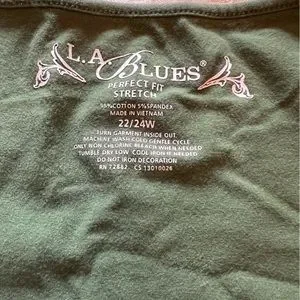 L.A. BLUES®
PERFECT FIT
STRETCH
95%COTTON 5%SPANDEX
MADE IN VIETNAM
22/24W
TURN GARMENT INSIDE OUT
MACHINE WASH COLD GENTLE CYCLE
ONLY NON CHLORINE BLEACH WHEN NEEDED
TUMBLE DRY LOW COOL IRON IF NEEDED
DO NOT IRON DECORATION
RN 72887 CS 13010026